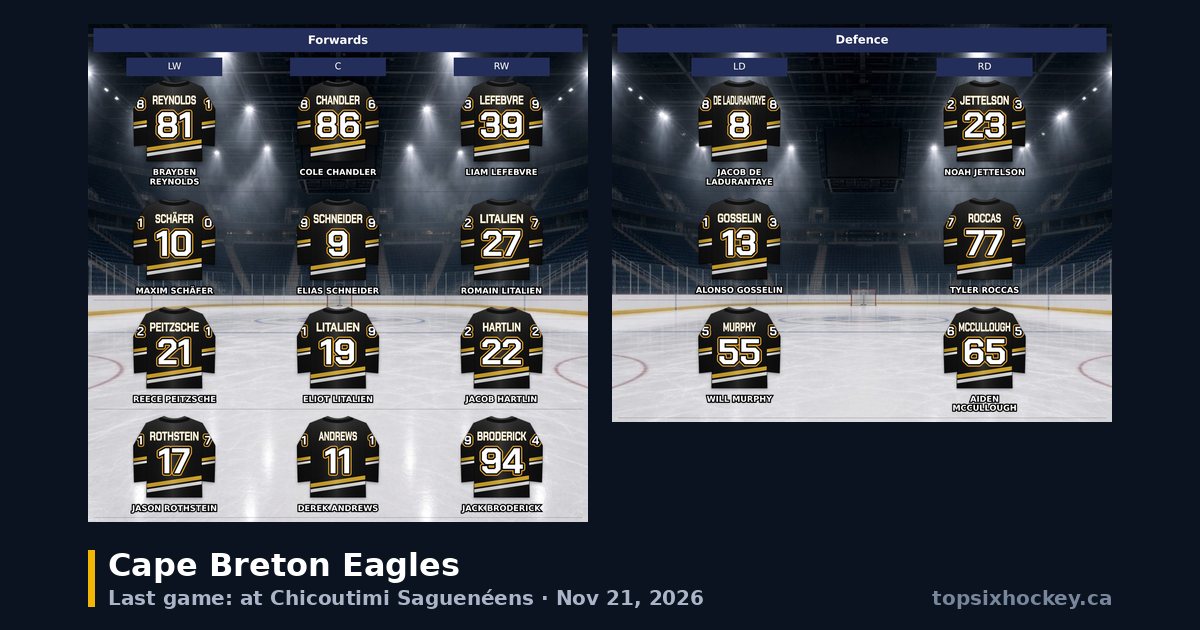 Forwards
LW
C
RW
8 REYNOLDS 1
81
BRAYDEN
REYNOLDS
8 CHANDLER 6
86
COLE CHANDLER
3 LEFEBVRE 9
39
LIAM LEFEBVRE
1 SCHÄFER 0
10
MAXIM SCHÄFER
9 SCHNEIDER 9
9
ELIAS SCHNEIDER
2 LITALIEN 7
27
ROMAIN LITALIEN
2 PEITZSCHE 1
21
REECE PEITZSCHE
1 LITALIEN 9
19
ELIOT LITALIEN
2 HARTLIN 2
22
JACOB HARTLIN
1 ROTHSTEIN 7
17
JASON ROTHSTEIN
1 ANDREWS 1
11
DEREK ANDREWS
9 BRODERICK 4
94
JACK BRODERICK
Defence
LD
RD
8 DE LADURANTAYE 8
8
JACOB DE
LADURANTAYE
2 JETTELSON 3
23
NOAH JETTELSON
1 GOSSELIN 3
13
ALONSO GOSSELIN
7 ROCCAS 7
77
TYLER ROCCAS
5 MURPHY 5
55
WILL MURPHY
6 MCCULLOUGH 5
65
AIDEN
MCCULLOUGH
Cape Breton Eagles
Last game: at Chicoutimi Saguenéens · Nov 21, 2026
topsixhockey.ca